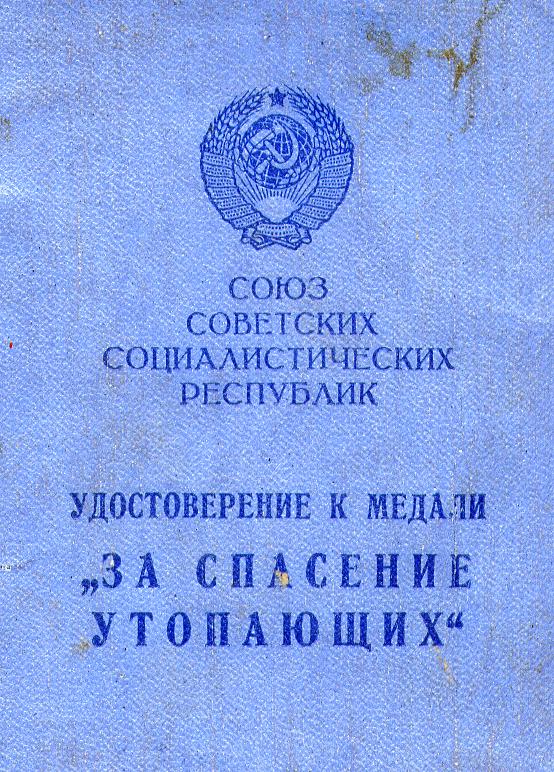 СОЮЗ
СОВЕТСКИХ
СОЦИАЛИСТИЧЕСКИХ
РЕСПУБЛИК
УДОСТОВЕРЕНИЕ К МЕДАЛИ
„ЗА СПАСЕНИЕ
УТОПАЮЩИХ“